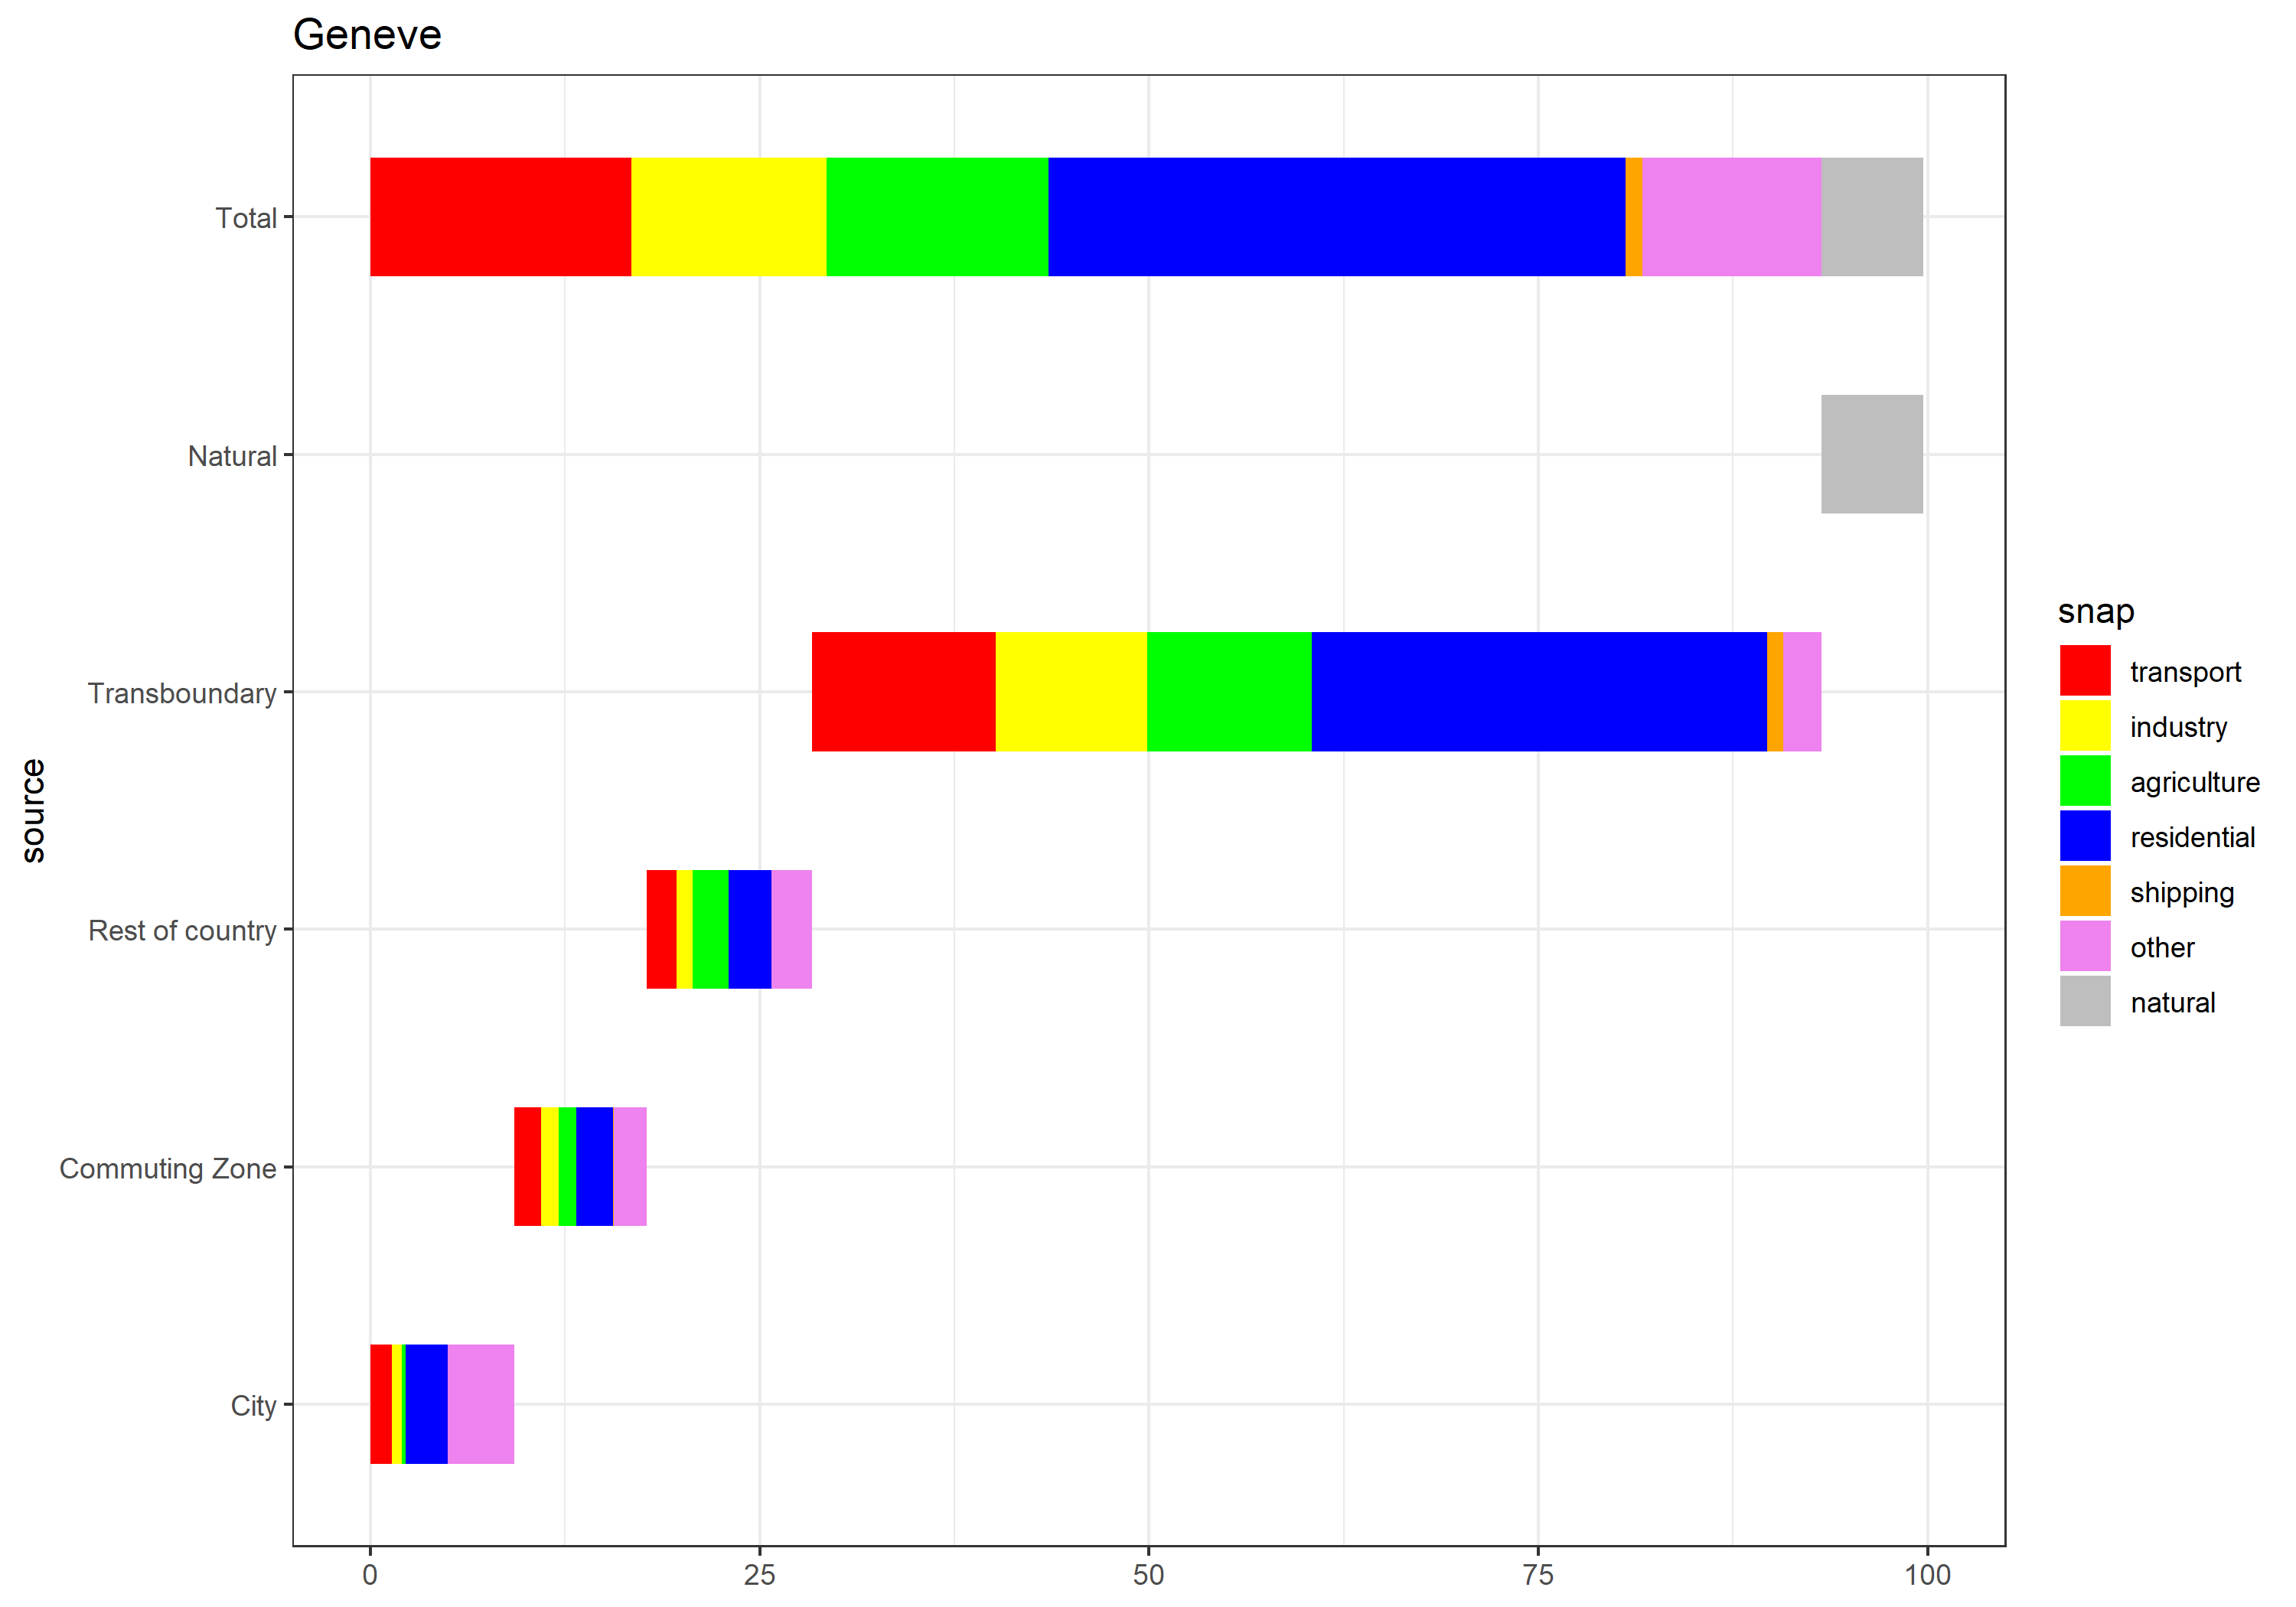 Geneve
source
Total
Natural
Transboundary
Rest of country
Commuting Zone
City
0 25 50 75 100
snap
transport
industry
agriculture
residential
shipping
other
natural